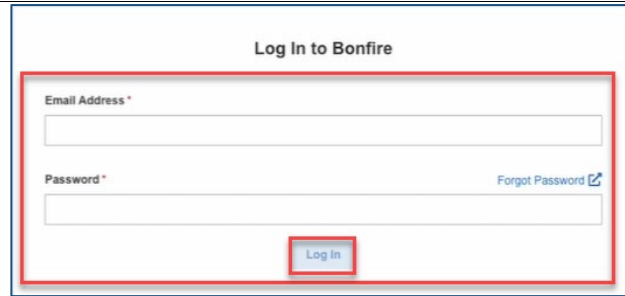 Log In to Bonfire
Email Address *
Password *
Forgot Password
Log In